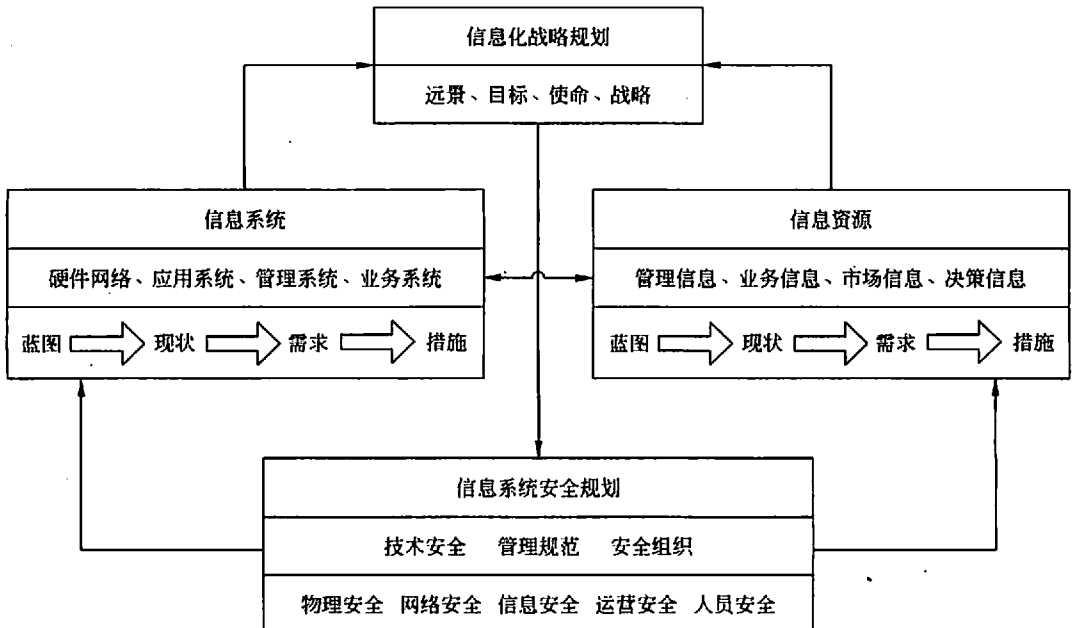 信息化战略规划
远景、目标、使命、战略
信息系统
硬件网络、应用系统、管理系统、业务系统
蓝图 现状 需求 措施
信息资源
管理信息、业务信息、市场信息、决策信息
蓝图 现状 需求 措施
信息系统安全规划
技术安全 管理规范 安全组织
物理安全 网络安全 信息安全 运营安全 人员安全